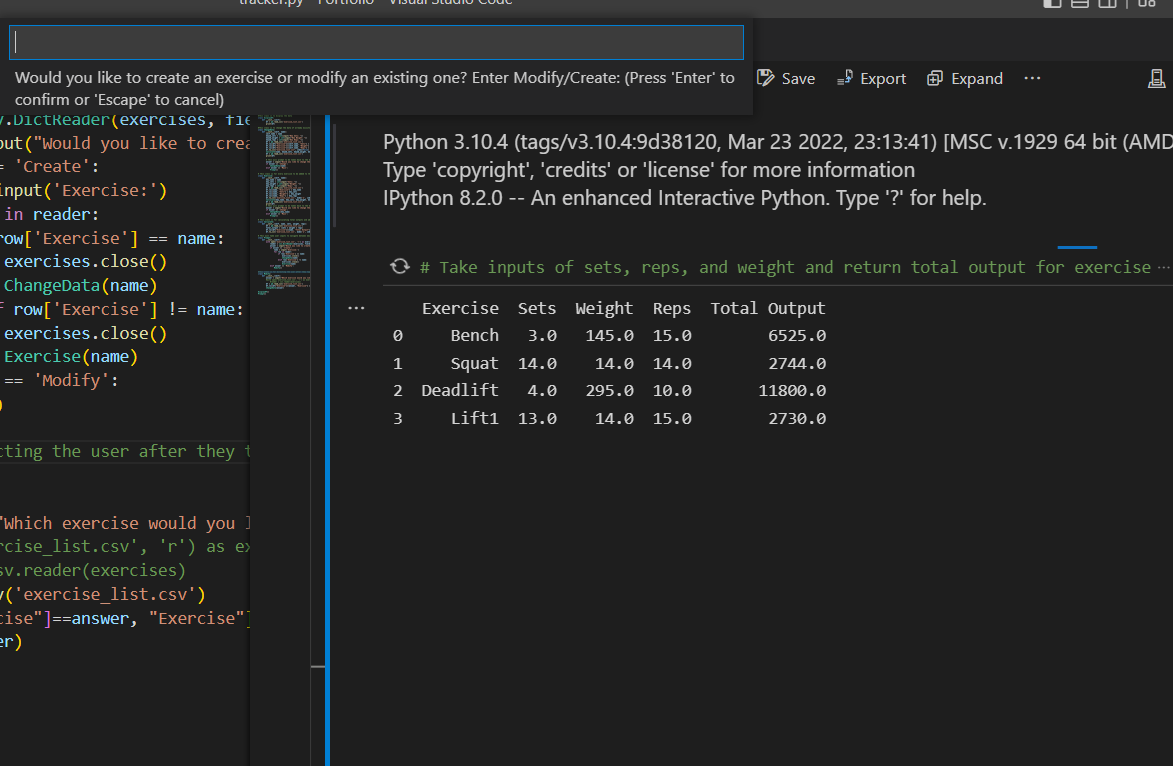 tracker.py - Portfolio - Visual Studio Code
Would you like to create an exercise or modify an existing one? Enter Modify/Create: (Press 'Enter' to
confirm or 'Escape' to cancel)
Save Export Expand ...
.DictReader(exercises, fie
put("Would you like to crea
= 'Create':
input('Exercise:')
in reader:
row['Exercise'] == name:
exercises.close()
ChangeData(name)
f row['Exercise'] != name:
exercises.close()
Exercise(name)
== 'Modify':
)
cting the user after they t
"Which exercise would you l
rcise_list.csv', 'r') as ex
sv.reader(exercises)
v('exercise_list.csv')
cise"]==answer, "Exercise"]
er)
Python 3.10.4 (tags/v3.10.4:9d38120, Mar 23 2022, 23:13:41) [MSC v.1929 64 bit (AMD
Type 'copyright', 'credits' or 'license' for more information
IPython 8.2.0 -- An enhanced Interactive Python. Type '?' for help.
# Take inputs of sets, reps, and weight and return total output for exercise ...
... Exercise Sets Weight Reps Total Output
0 Bench 3.0 145.0 15.0 6525.0
1 Squat 14.0 14.0 14.0 2744.0
2 Deadlift 4.0 295.0 10.0 11800.0
3 Lift1 13.0 14.0 15.0 2730.0